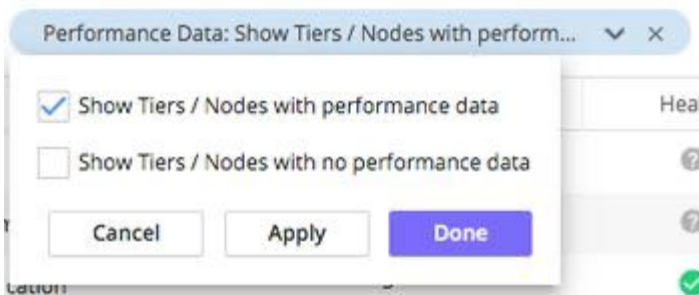 Performance Data: Show Tiers / Nodes with perform...
Show Tiers / Nodes with performance data
Hea
Show Tiers / Nodes with no performance data
Cancel Apply Done